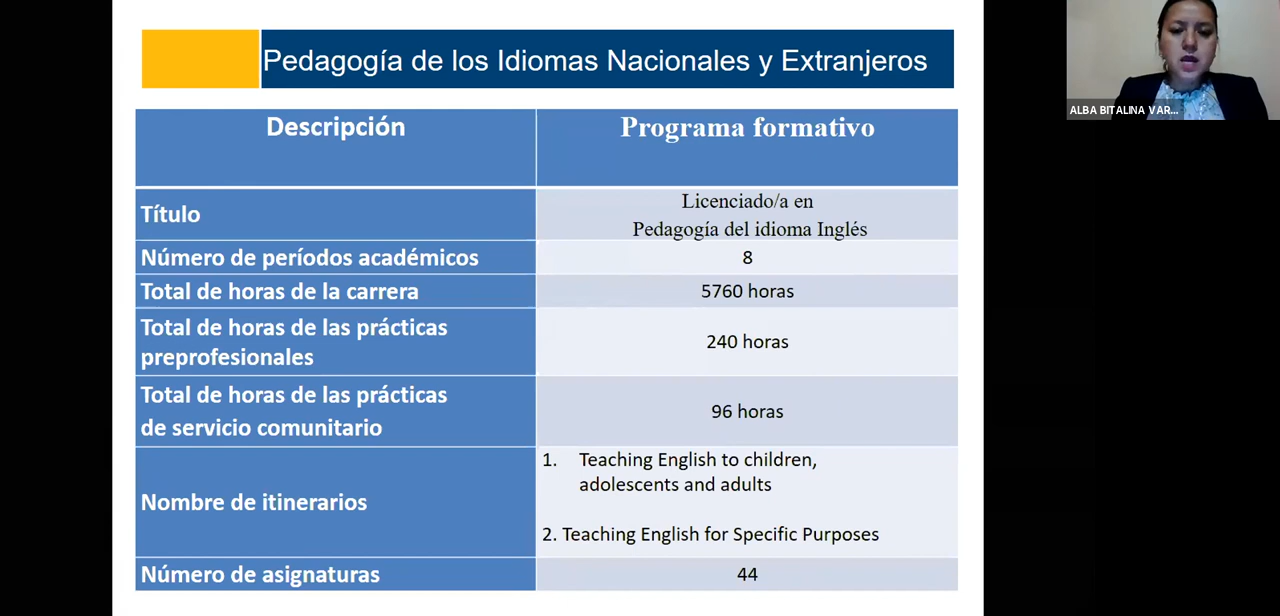 Pedagogía de los Idiomas Nacionales y Extranjeros
ALBA BITALINA VAR...
Descripción
Programa formativo
Título
Licenciado/a en
Pedagogía del idioma Inglés
Número de períodos académicos
8
Total de horas de la carrera
5760 horas
Total de horas de las prácticas
preprofesionales
240 horas
Total de horas de las prácticas
de servicio comunitario
96 horas
Nombre de itinerarios
1. Teaching English to children,
adolescents and adults
2. Teaching English for Specific Purposes
Número de asignaturas
44